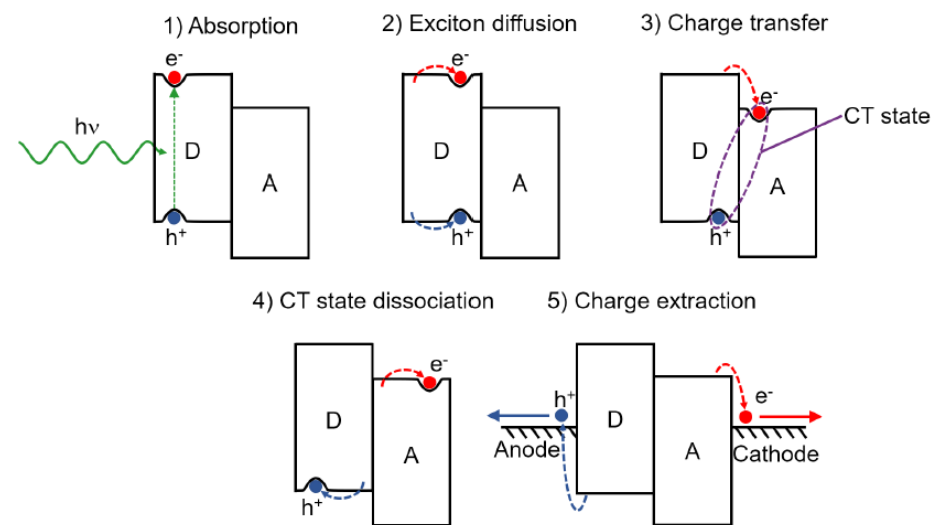 1) Absorption
e-
hν
D
A
h+
2) Exciton diffusion
e-
D
A
h+
3) Charge transfer
e-
CT state
D
A
h+
4) CT state dissociation
e-
D
A
h+
5) Charge extraction
h+
e-
D
A
Anode
Cathode